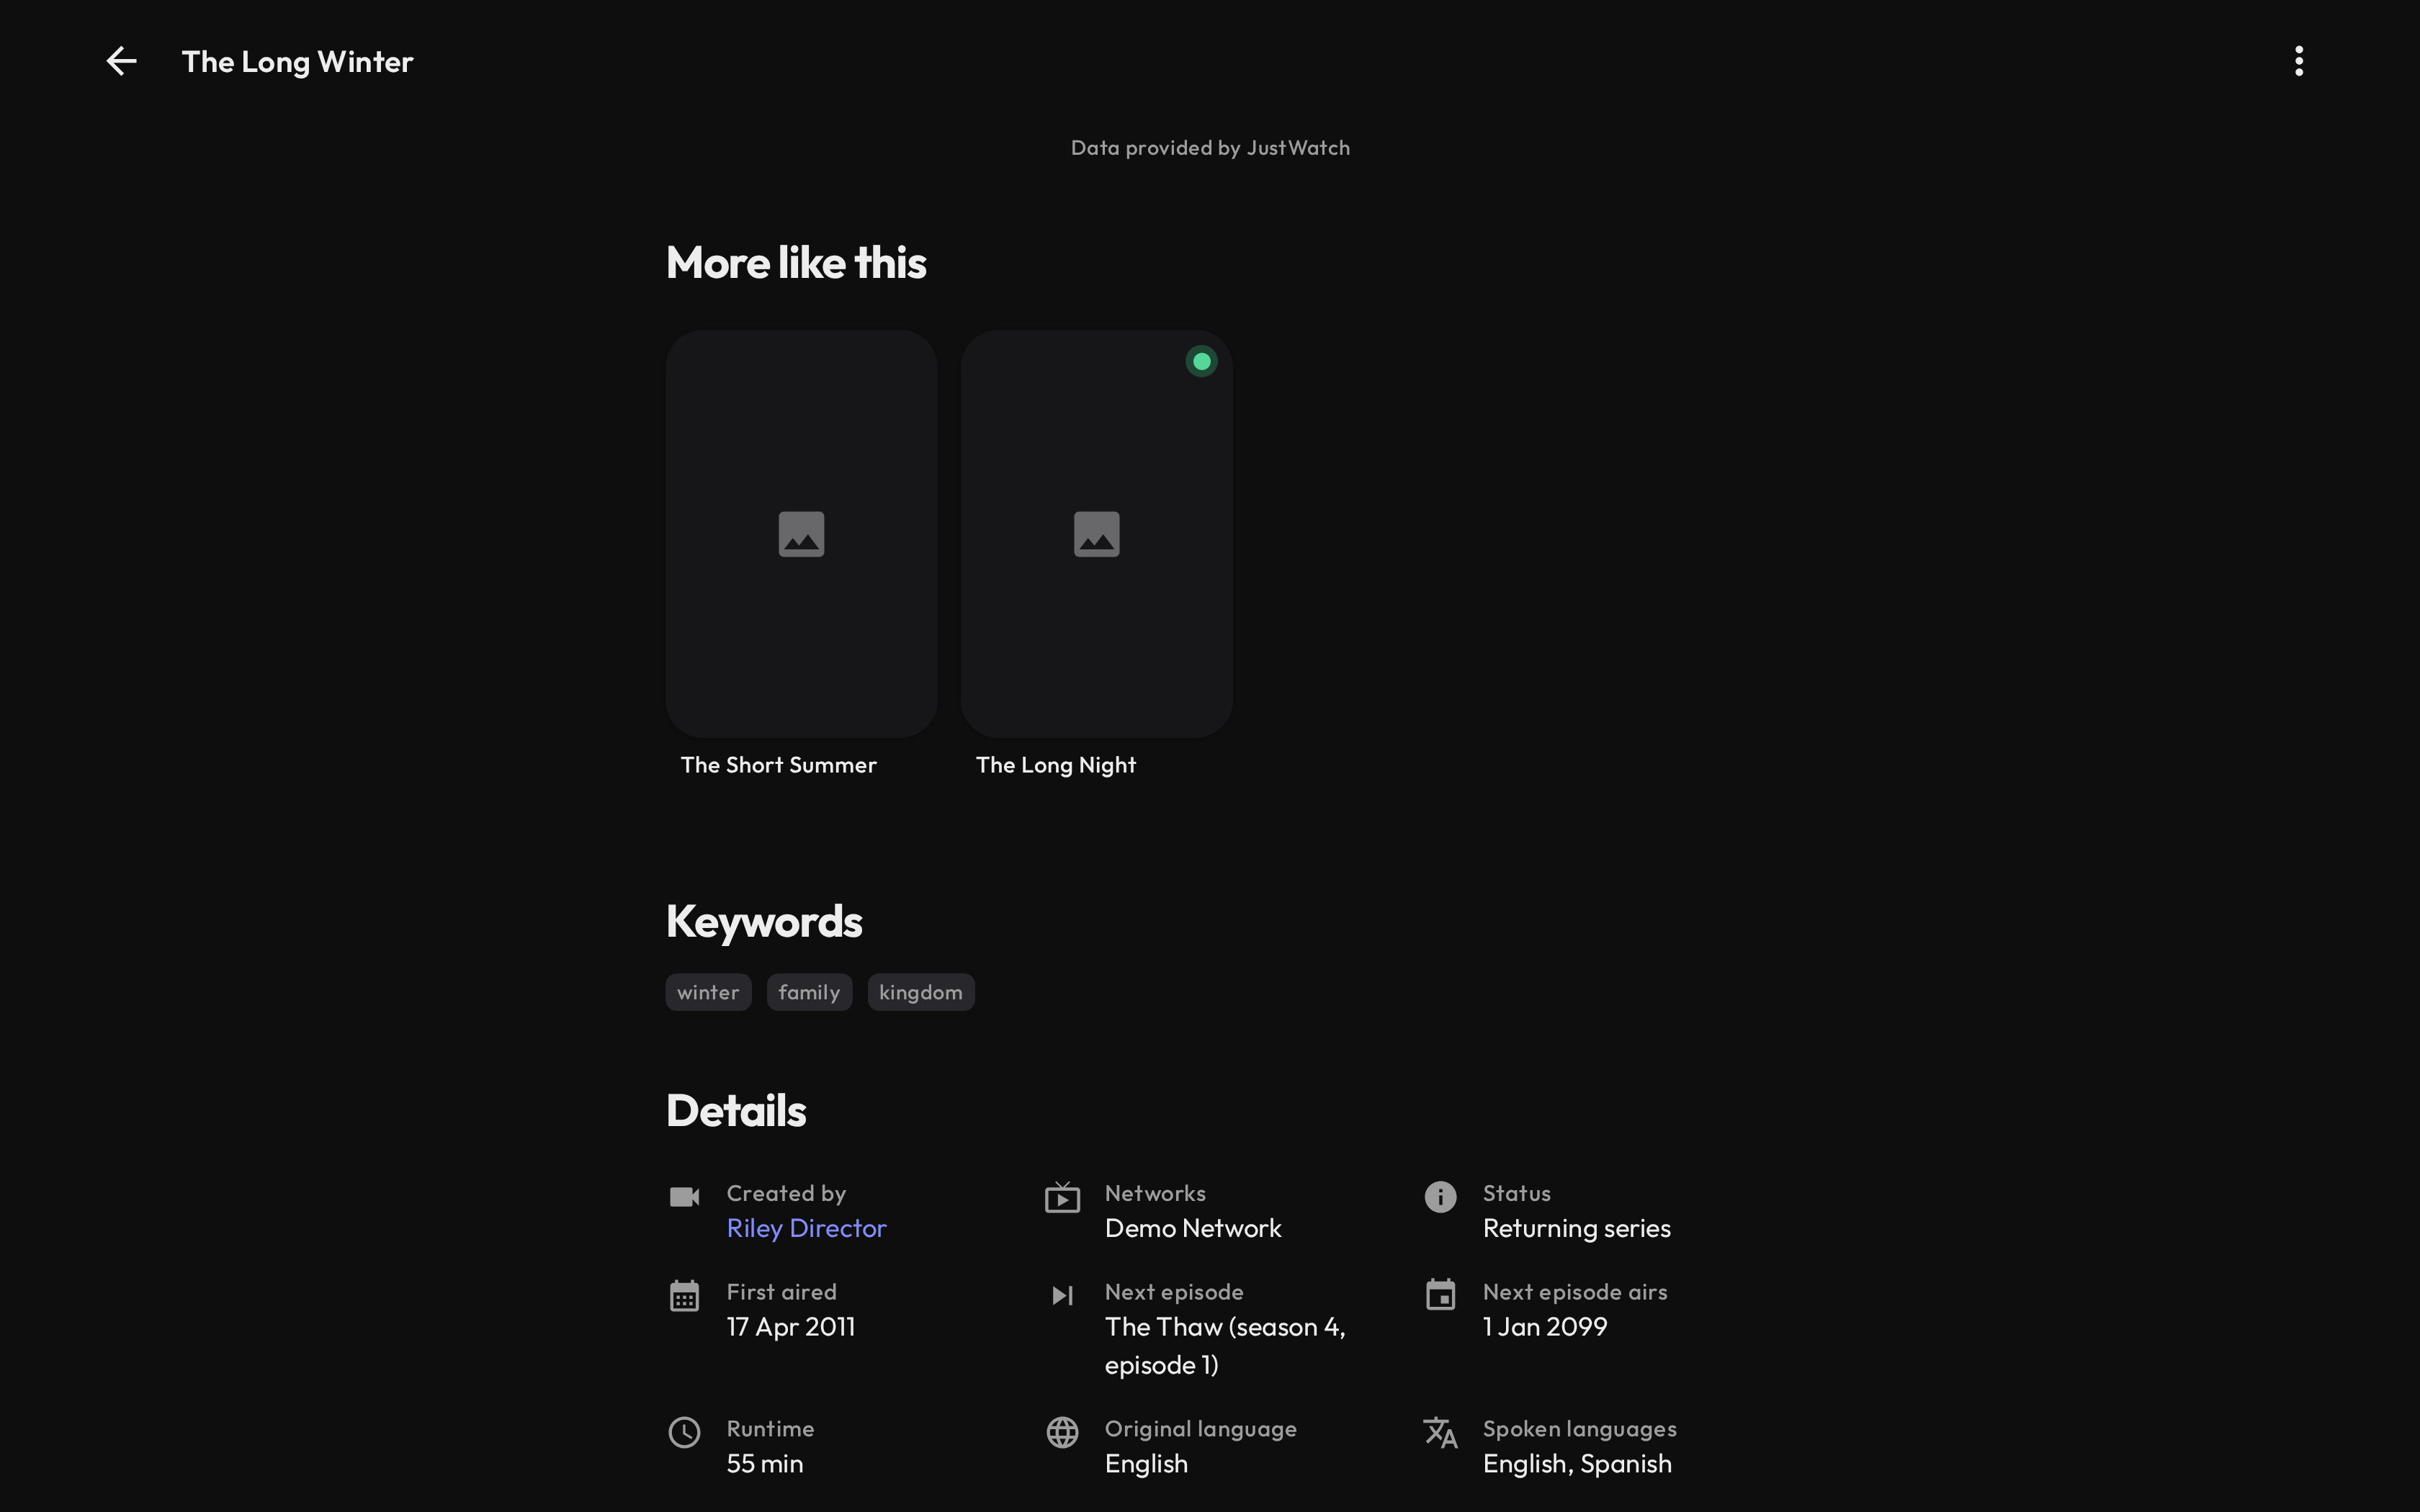 The Long Winter
Data provided by JustWatch
More like this
The Short Summer
The Long Night
Keywords
winter
family
kingdom
Details
Created by
Riley Director
Networks
Demo Network
Status
Returning series
First aired
17 Apr 2011
Next episode
The Thaw (season 4,
episode 1)
Next episode airs
1 Jan 2099
Runtime
55 min
Original language
English
Spoken languages
English, Spanish